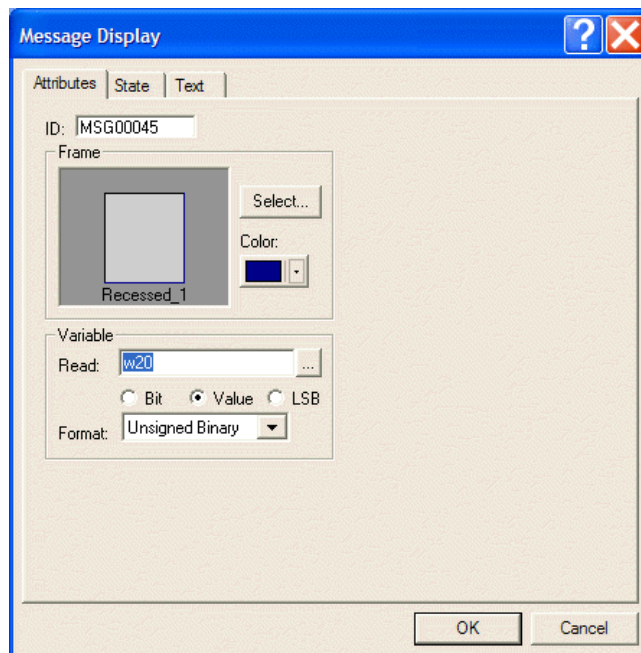 Message Display
Attributes State Text
ID: MSG00045
Frame
Select...
Color:
Recessed_1
Variable
Read: w20 ...
Bit Value LSB
Format: Unsigned Binary
OK Cancel